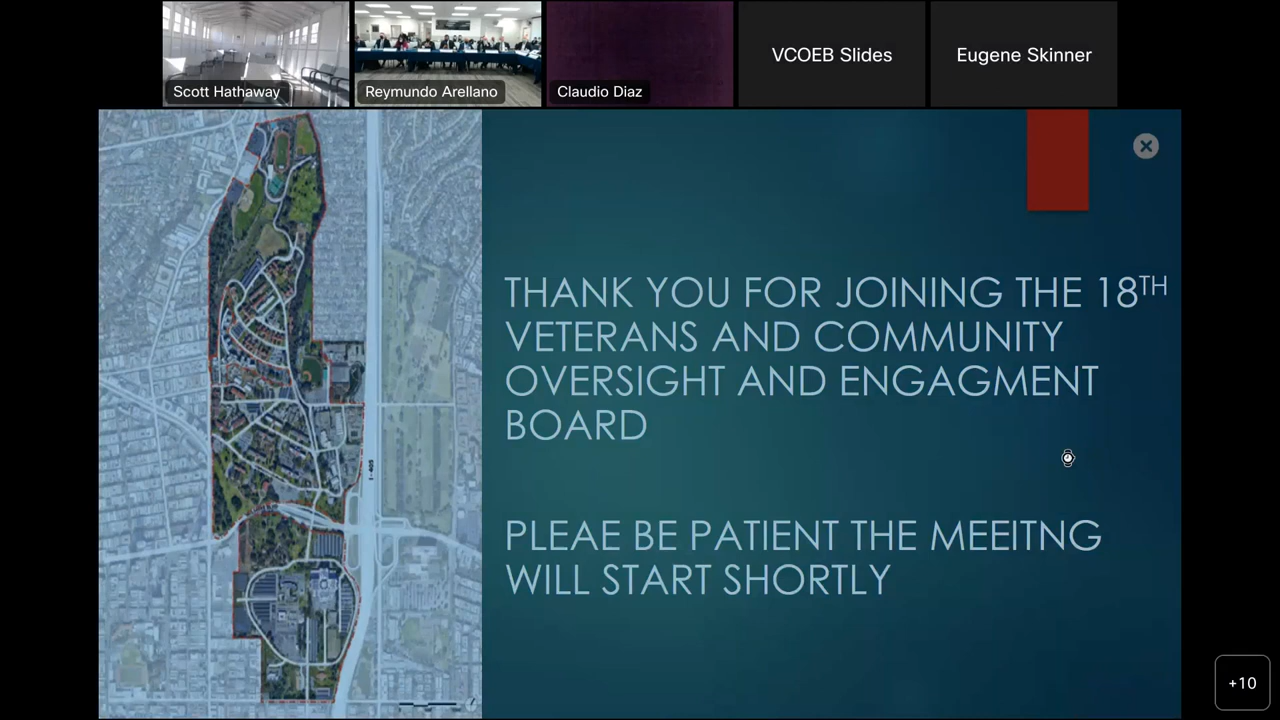 Scott Hathaway
Reymundo Arellano
Claudio Diaz
VCOEB Slides
Eugene Skinner
THANK YOU FOR JOINING THE 18TH
VETERANS AND COMMUNITY
OVERSIGHT AND ENGAGMENT
BOARD
I-405
PLEAE BE PATIENT THE MEEITNG
WILL START SHORTLY
+10